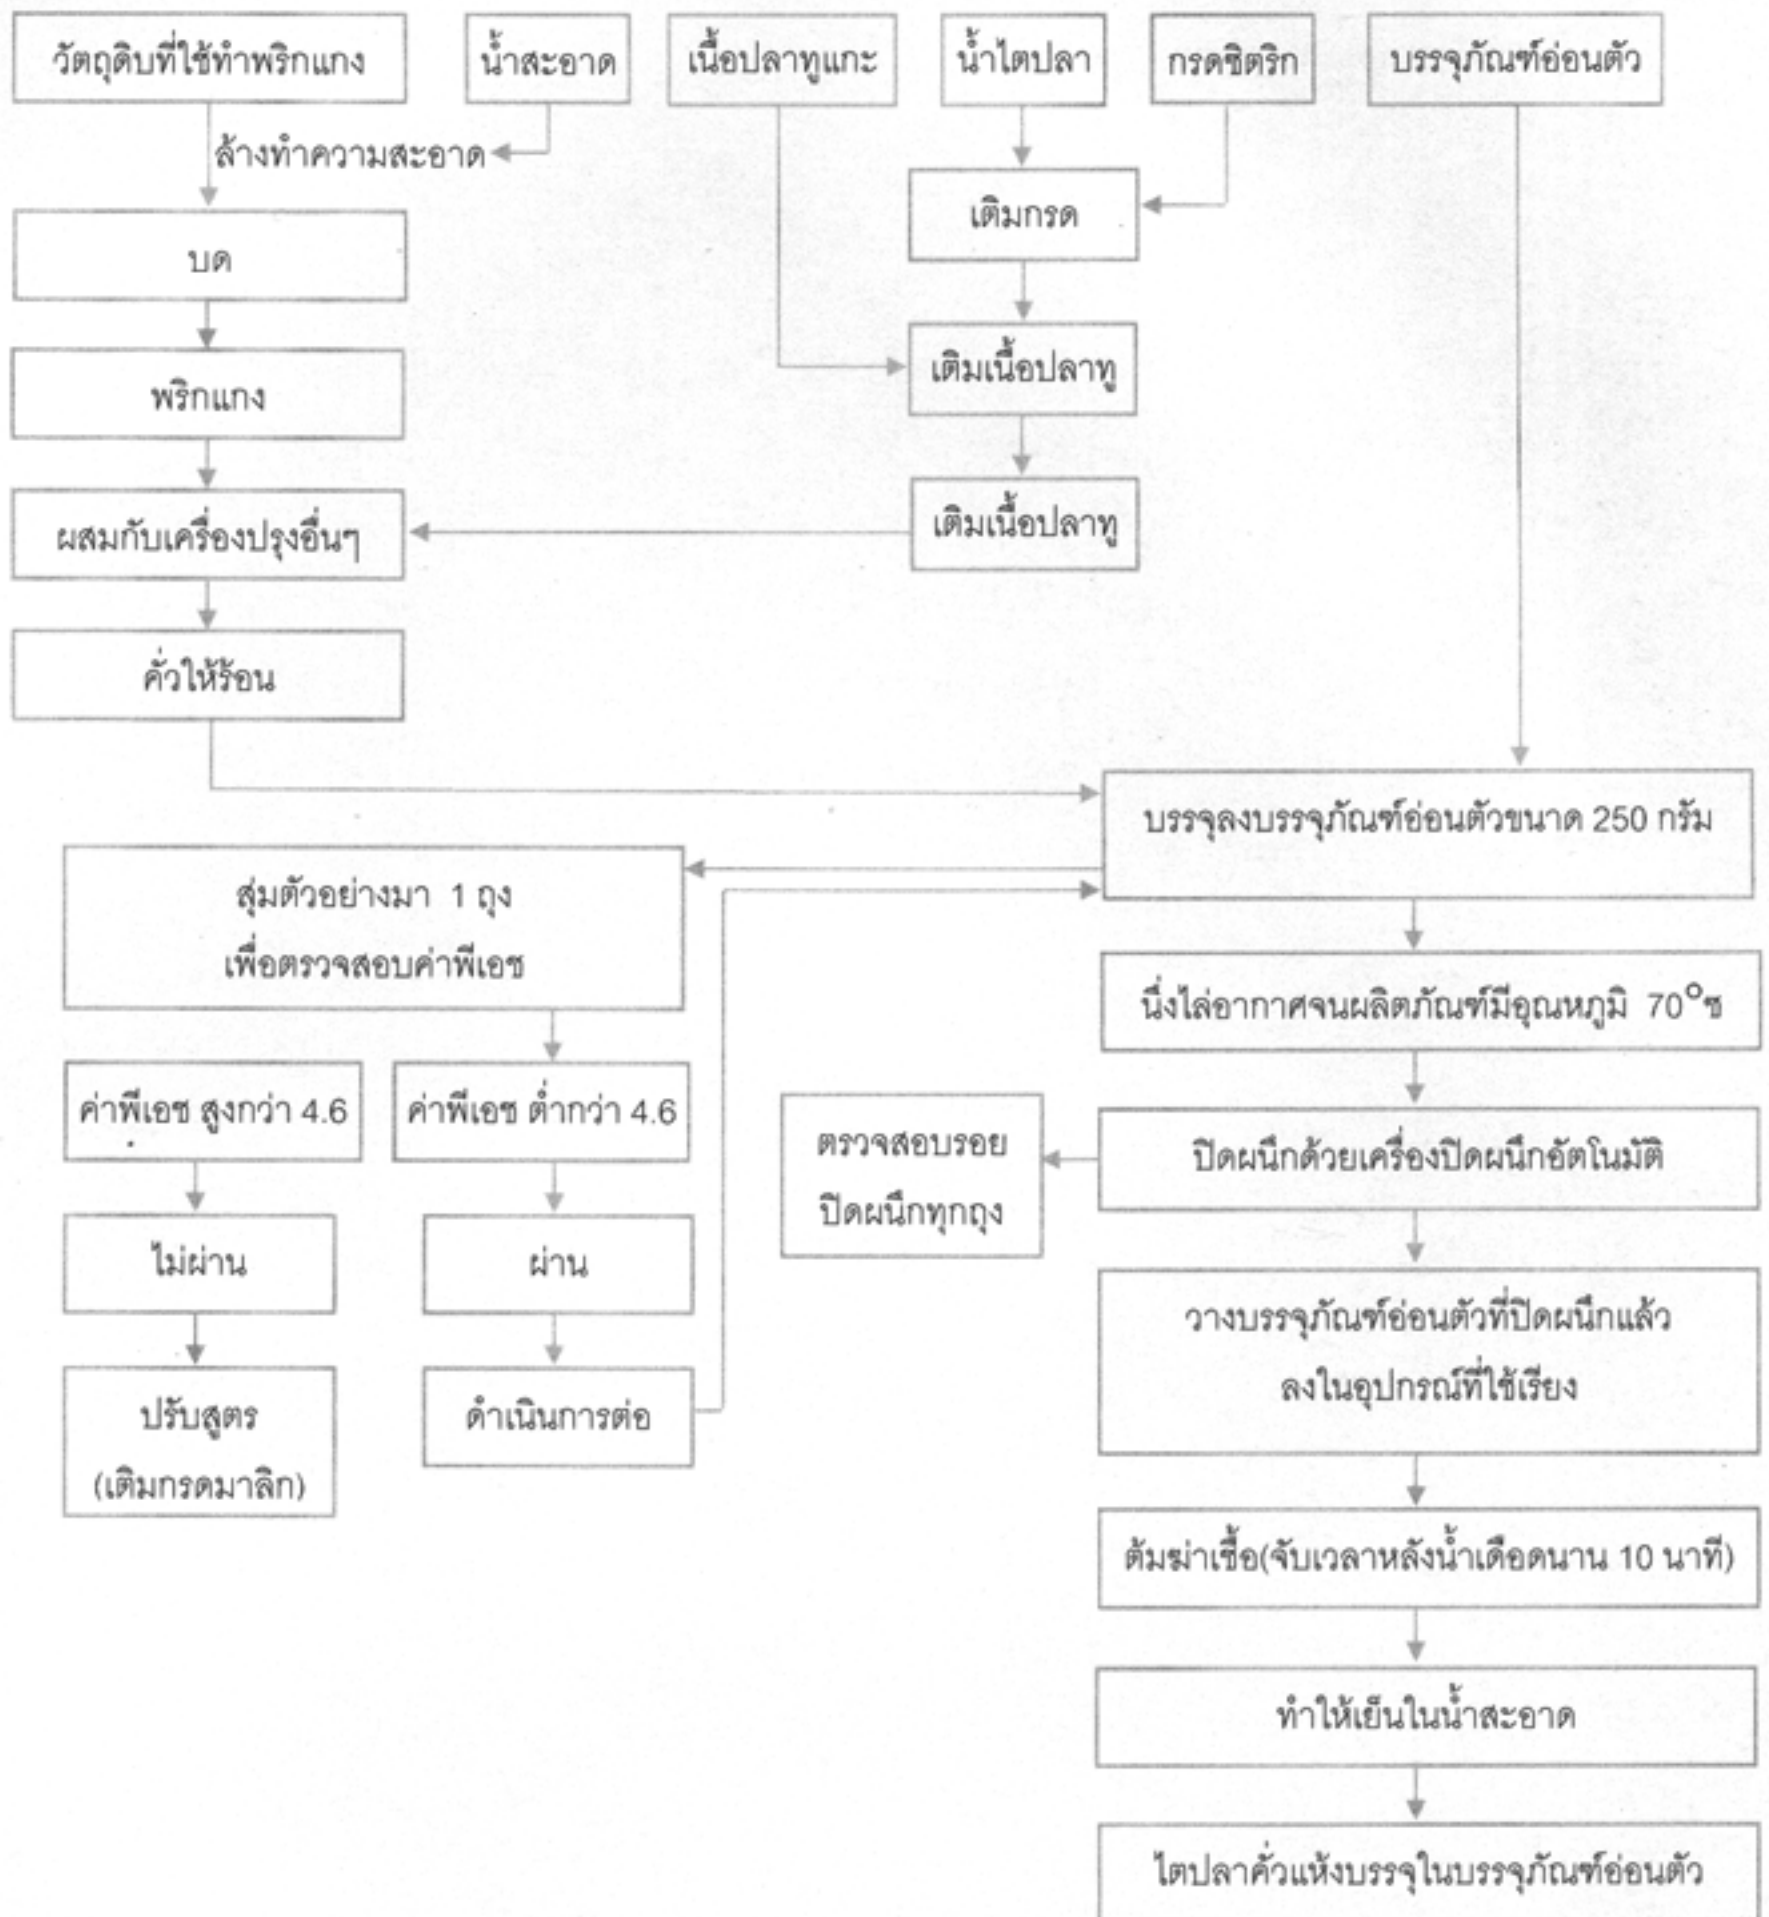 วัตถุดิบที่ใช้ทำพริกแกง
น้ำสะอาด
เนื้อปลาทูแกะ
น้ำไตปลา
กรดซิตริก
บรรจุภัณฑ์อ่อนตัว
ล้างทำความสะอาด
เติมกรด
บด
เติมเนื้อปลาทู
พริกแกง
เติมเนื้อปลาทู
ผสมกับเครื่องปรุงอื่นๆ
คั่วให้ร้อน
บรรจุลงบรรจุภัณฑ์อ่อนตัวขนาด 250 กรัม
สุ่มตัวอย่างมา 1 ถุง
เพื่อตรวจสอบค่าพีเอช
นึ่งไล่อากาศจนผลิตภัณฑ์มีอุณหภูมิ 70°ซ
ค่าพีเอช สูงกว่า 4.6
ค่าพีเอช ต่ำกว่า 4.6
ตรวจสอบรอย
ปิดผนึกทุกถุง
ปิดผนึกด้วยเครื่องปิดผนึกอัตโนมัติ
ไม่ผ่าน
ผ่าน
วางบรรจุภัณฑ์อ่อนตัวที่ปิดผนึกแล้ว
ลงในอุปกรณ์ที่ใช้เรียง
ปรับสูตร
(เติมกรดมาลิก)
ดำเนินการต่อ
ต้มฆ่าเชื้อ(จับเวลาหลังน้ำเดือดนาน 10 นาที)
ทำให้เย็นในน้ำสะอาด
ไตปลาคั่วแห้งบรรจุในบรรจุภัณฑ์อ่อนตัว